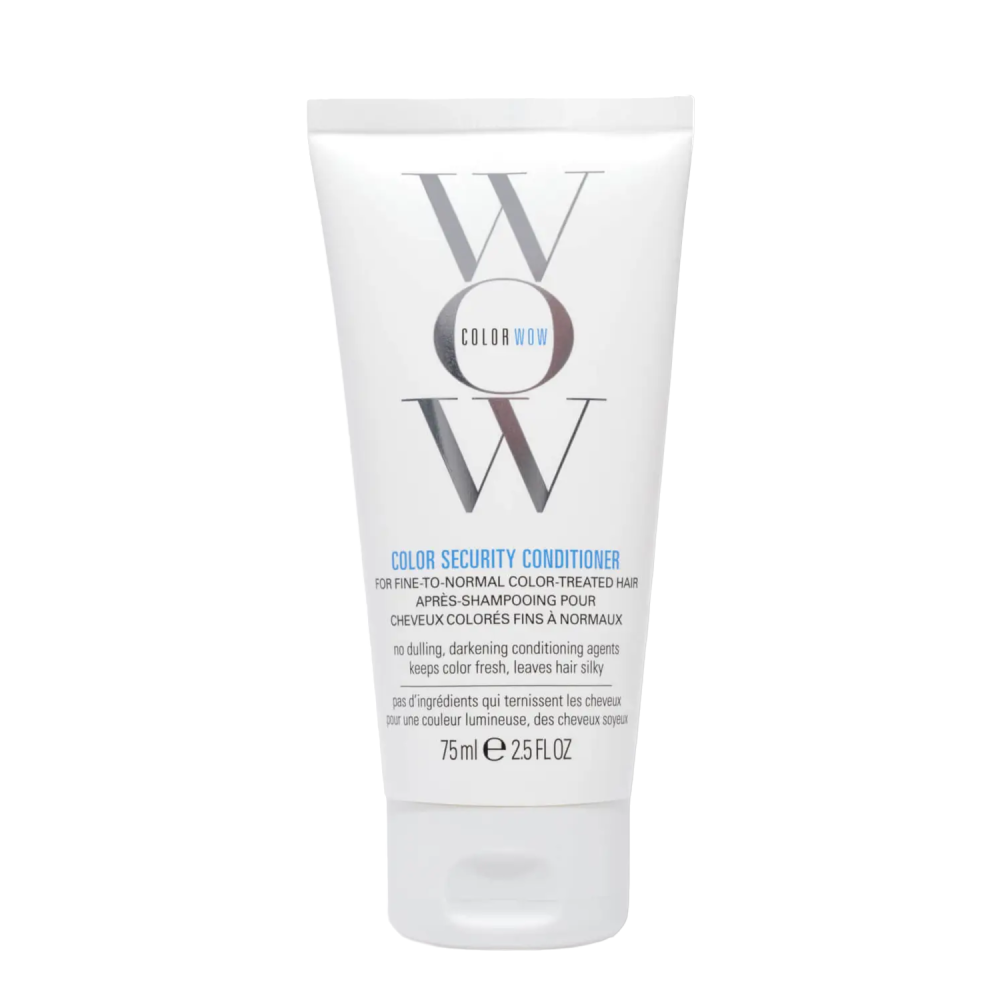 W
O
COLOR WOW
W
COLOR SECURITY CONDITIONER
FOR FINE-TO-NORMAL COLOR-TREATED HAIR
APRÈS-SHAMPOOING POUR
CHEVEUX COLORÉS FINS À NORMAUX
no dulling, darkening conditioning agents
keeps color fresh, leaves hair silky
pas d'ingrédients qui ternissent les cheveux
pour une couleur lumineuse, des cheveux soyeux
75 ml ℮ 2.5 FL OZ